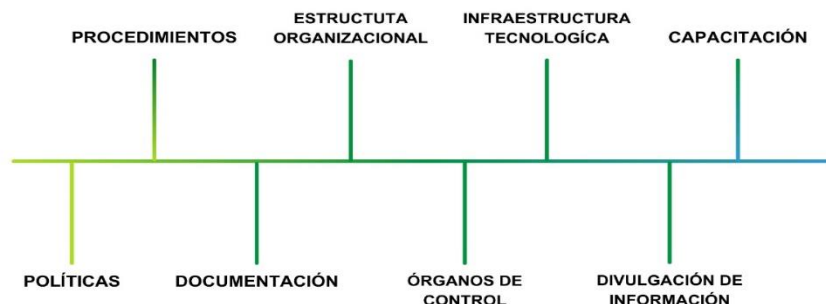 PROCEDIMIENTOS
ESTRUCTUTA
ORGANIZACIONAL
INFRAESTRUCTURA
TECNOLOGÍCA
CAPACITACIÓN
POLÍTICAS
DOCUMENTACIÓN
ÓRGANOS DE
CONTROL
DIVULGACIÓN DE
INFORMACIÓN